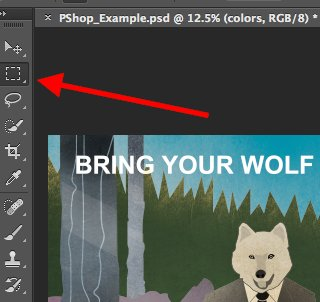 × PShop_Example.psd @ 12.5% (colors, RGB/8) *
BRING YOUR WOLF